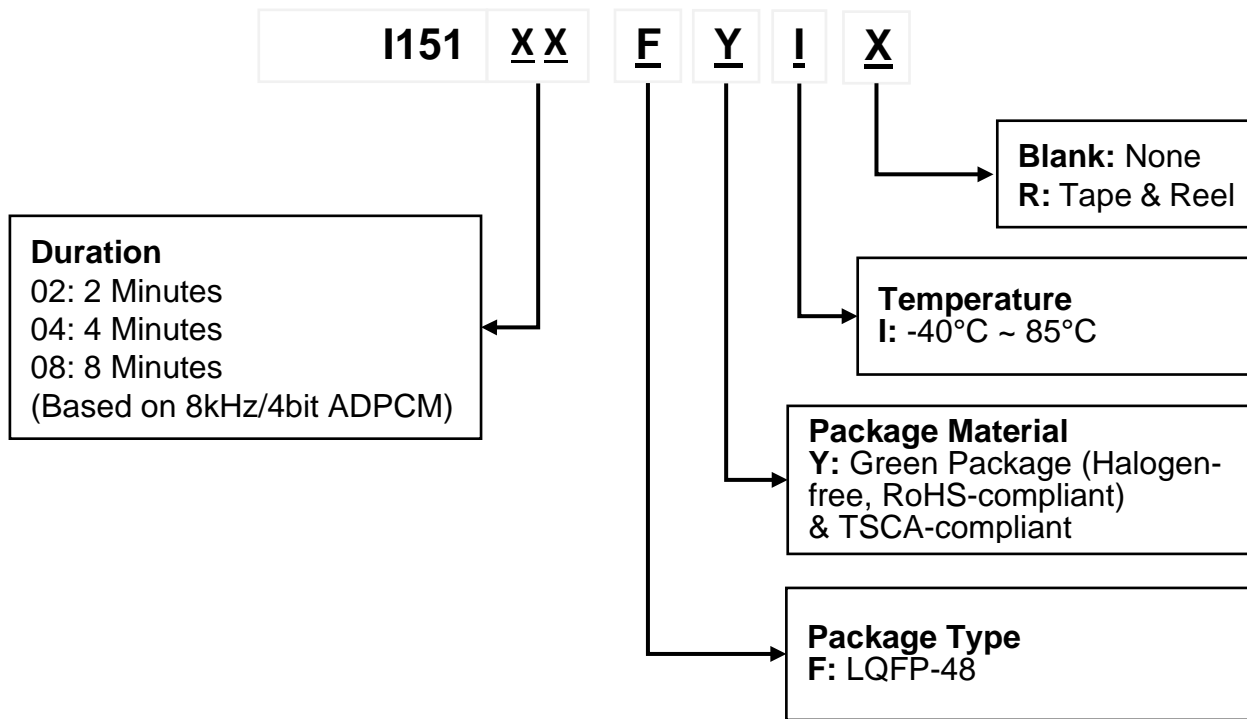 I151 X X F Y I X
Blank: None
R: Tape & Reel
Duration
02: 2 Minutes
04: 4 Minutes
08: 8 Minutes
(Based on 8kHz/4bit ADPCM)
Temperature
I: -40°C ~ 85°C
Package Material
Y: Green Package (Halogen-
free, RoHS-compliant)
& TSCA-compliant
Package Type
F: LQFP-48